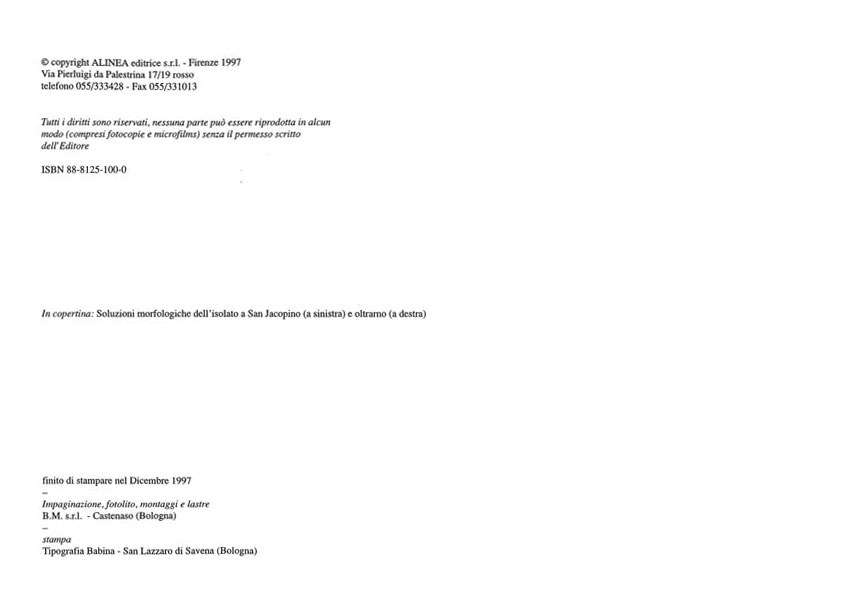 © copyright ALINEA editrice s.r.l. - Firenze 1997
Via Pierluigi da Palestrina 17/19 rosso
telefono 055/333428 - Fax 055/331013
Tutti i diritti sono riservati, nessuna parte può essere riprodotta in alcun
modo (compresi fotocopie e microfilms) senza il permesso scritto
dell'Editore
ISBN 88-8125-100-0
In copertina: Soluzioni morfologiche dell'isolato a San Jacopino (a sinistra) e oltrarno (a destra)
finito di stampare nel Dicembre 1997
–
Impaginazione, fotolito, montaggi e lastre
B.M. s.r.l. - Castenaso (Bologna)
–
stampa
Tipografia Babina - San Lazzaro di Savena (Bologna)